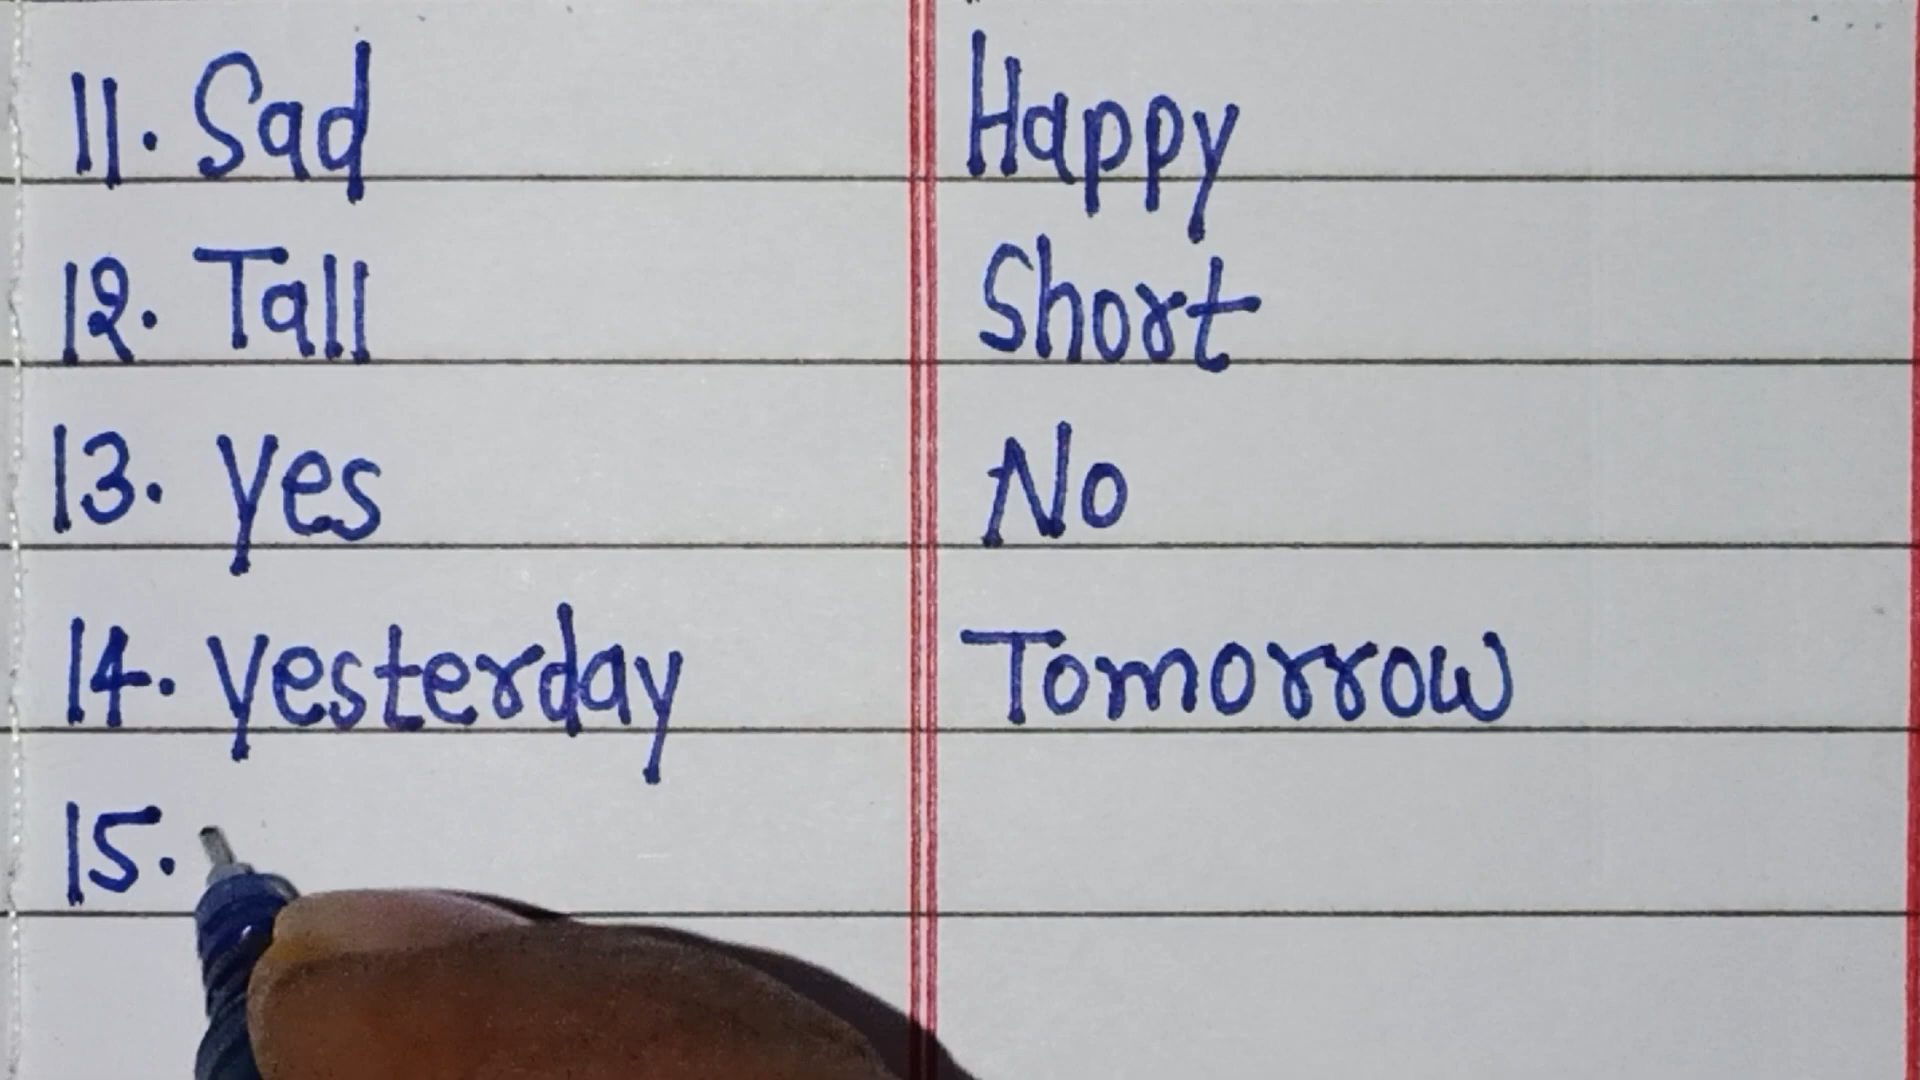 11. Sad Happy
12. Tall Short
13. yes No
14. yesterday Tomorrow
15.